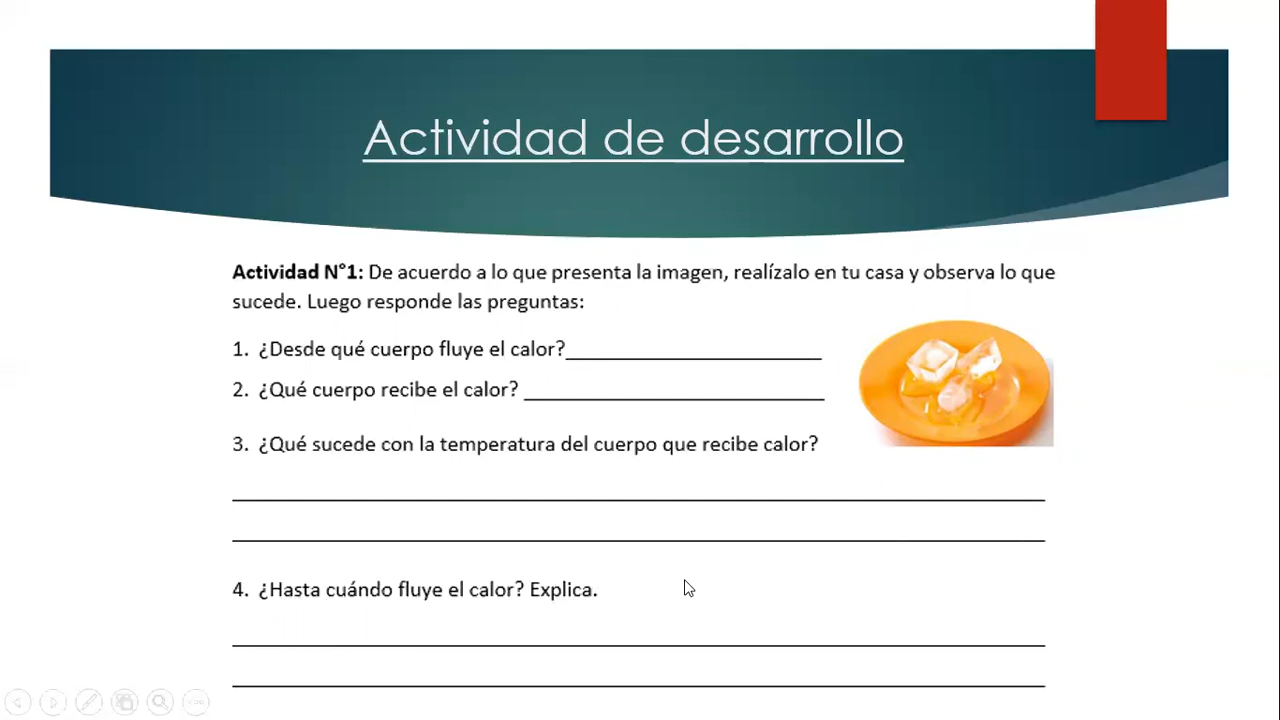 Actividad de desarrollo
Actividad N°1: De acuerdo a lo que presenta la imagen, realízalo en tu casa y observa lo que
sucede. Luego responde las preguntas:
1. ¿Desde qué cuerpo fluye el calor?
2. ¿Qué cuerpo recibe el calor?
3. ¿Qué sucede con la temperatura del cuerpo que recibe calor?
4. ¿Hasta cuándo fluye el calor? Explica.